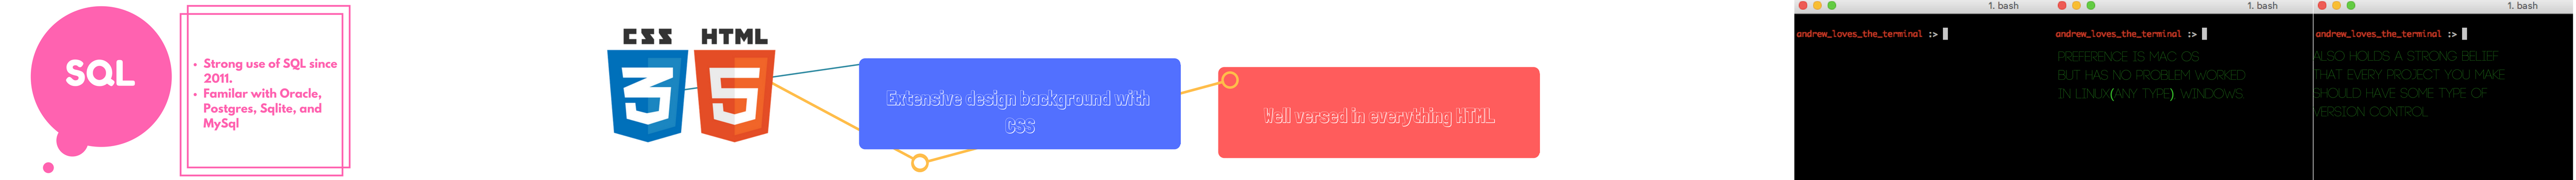 SQL
• Strong use of SQL since
2011.
• Familar with Oracle,
Postgres, Sqlite, and
MySql
CSS
3
HTML
5
Extensive design background with
CSS
Well versed in everything HTML
1. bash
andrew_loves_the_terminal :>
1. bash
andrew_loves_the_terminal :>
PREFERENCE IS MAC OS
BUT HAS NO PROBLEM WORKED
IN LINUX(ANY TYPE), WINDOWS.
1. bash
andrew_loves_the_terminal :>
ALSO HOLDS A STRONG BELIEF
THAT EVERY PROJECT YOU MAKE
SHOULD HAVE SOME TYPE OF
VERSION CONTROL